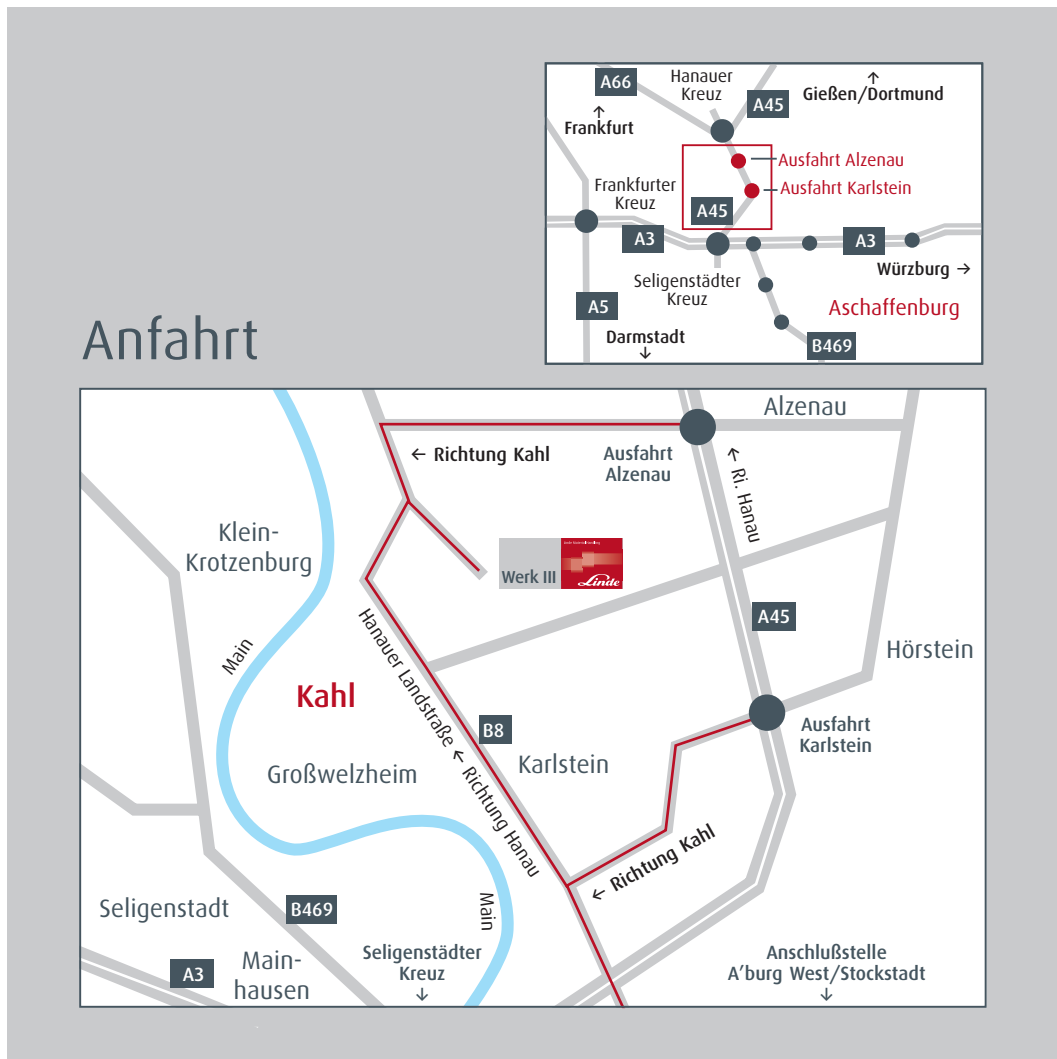 Hanauer
Kreuz
A66
A45
↑
Gießen/Dortmund
↑
Frankfurt
Ausfahrt Alzenau
Ausfahrt Karlstein
Frankfurter
Kreuz
A45
A3
A3
Würzburg →
Seligenstädter
Kreuz
Aschaffenburg
A5
Darmstadt
↓
B469
Anfahrt
Alzenau
← Richtung Kahl
Ausfahrt
Alzenau
← Ri. Hanau
Klein-
Krotzenburg
Werk III
Linde
A45
Hörstein
Main
Hanauer Landstraße ← Richtung Hanau
Kahl
B8
Karlstein
Ausfahrt
Karlstein
Großwelzheim
← Richtung Kahl
Seligenstadt
B469
Main
A3
Main-
hausen
Seligenstädter
Kreuz
↓
Anschlußstelle
A'burg West/Stockstadt
↓